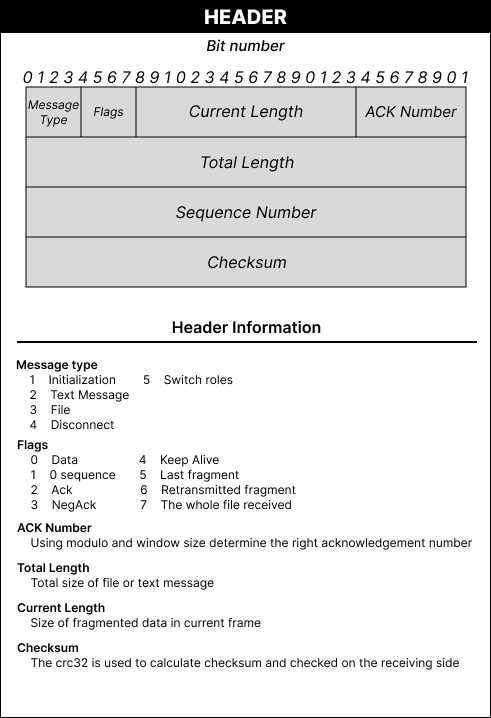 HEADER
Bit number
0 1 2 3 4 5 6 7 8 9 1 0 2 3 4 5 6 7 8 9 0 1 2 3 4 5 6 7 8 9 0 1
Message Type
Flags
Current Length
ACK Number
Total Length
Sequence Number
Checksum
Header Information
Message type
1 Initialization 5 Switch roles
2 Text Message
3 File
4 Disconnect
Flags
0 Data 4 Keep Alive
1 0 sequence 5 Last fragment
2 Ack 6 Retransmitted fragment
3 NegAck 7 The whole file received
ACK Number
Using modulo and window size determine the right acknowledgement number
Total Length
Total size of file or text message
Current Length
Size of fragmented data in current frame
Checksum
The crc32 is used to calculate checksum and checked on the receiving side